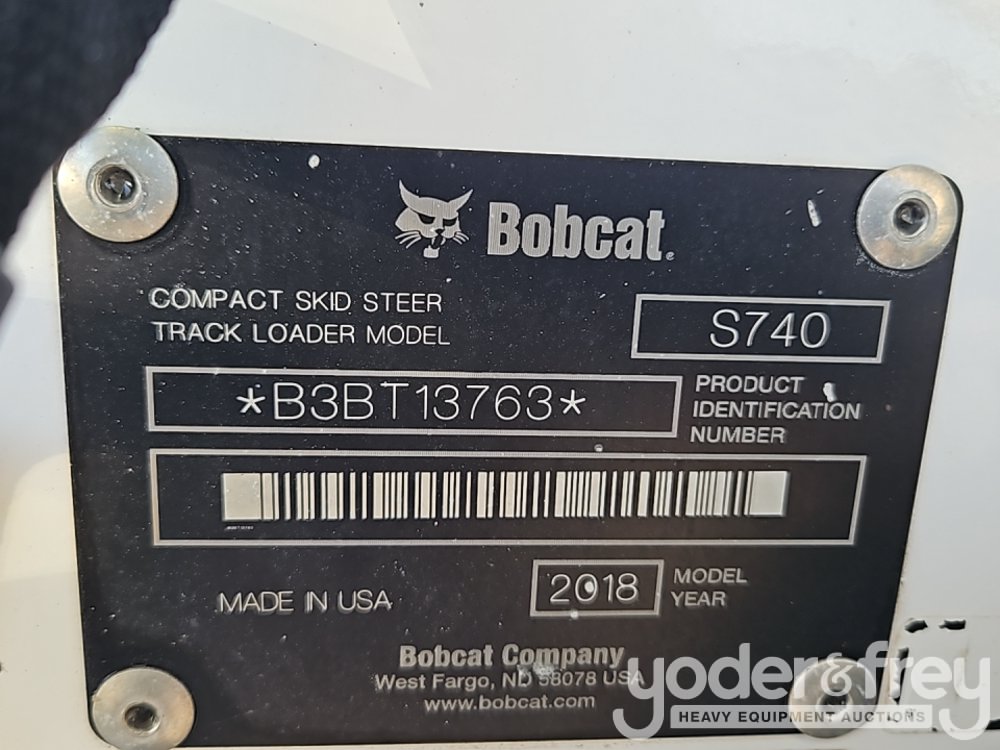 Bobcat
COMPACT SKID STEER
TRACK LOADER MODEL
S740
*B3BT13763*
PRODUCT
IDENTIFICATION
NUMBER
MADE IN USA
2018
MODEL
YEAR
Bobcat Company
West Fargo, ND 58078 USA
www.bobcat.com
yoder&frey
HEAVY EQUIPMENT AUCTIONS